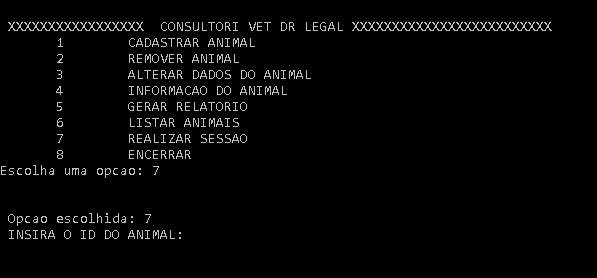 XXXXXXXXXXXXXXXXX  CONSULTORI VET DR LEGAL XXXXXXXXXXXXXXXXXXXXXXXXX
1 CADASTRAR ANIMAL
2 REMOVER ANIMAL
3 ALTERAR DADOS DO ANIMAL
4 INFORMACAO DO ANIMAL
5 GERAR RELATORIO
6 LISTAR ANIMAIS
7 REALIZAR SESSAO
8 ENCERRAR
Escolha uma opcao: 7
Opcao escolhida: 7
INSIRA O ID DO ANIMAL: